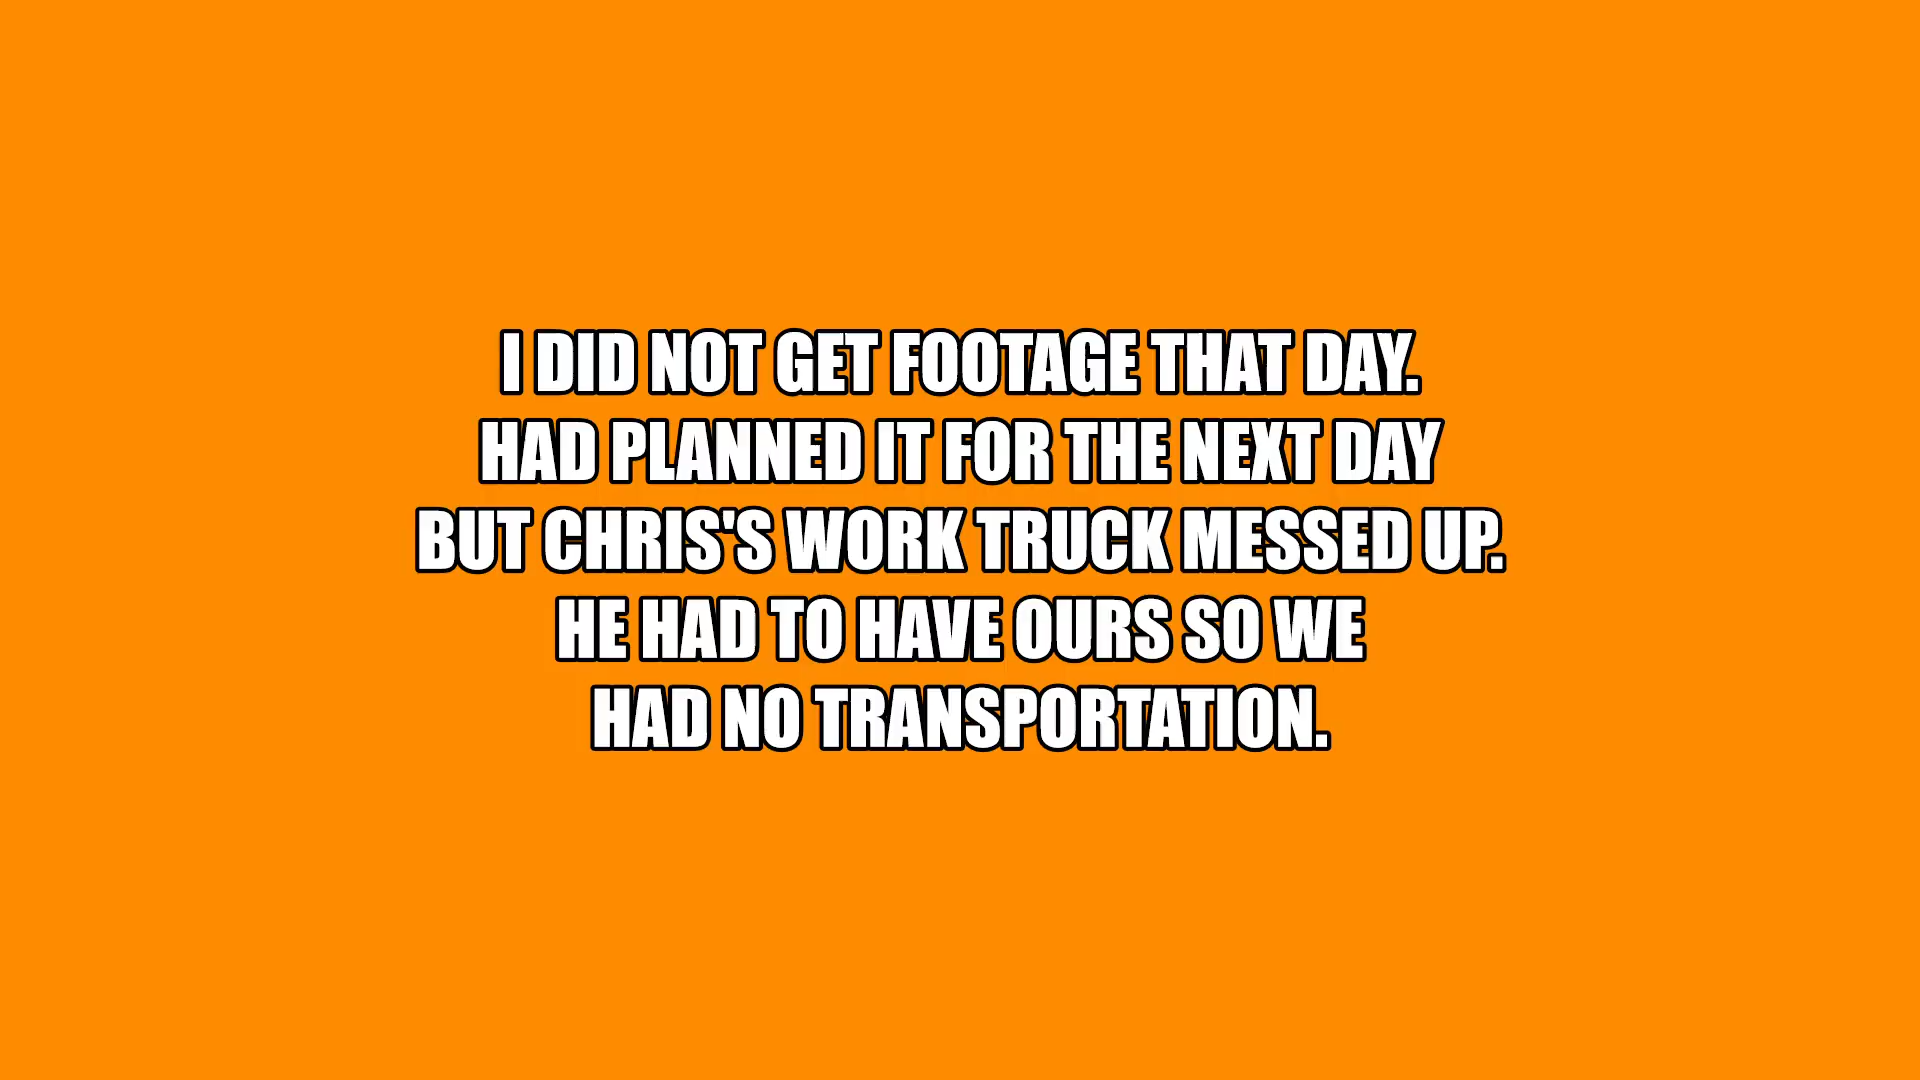 I DID NOT GET FOOTAGE THAT DAY.
HAD PLANNED IT FOR THE NEXT DAY
BUT CHRIS'S WORK TRUCK MESSED UP.
HE HAD TO HAVE OURS SO WE
HAD NO TRANSPORTATION.